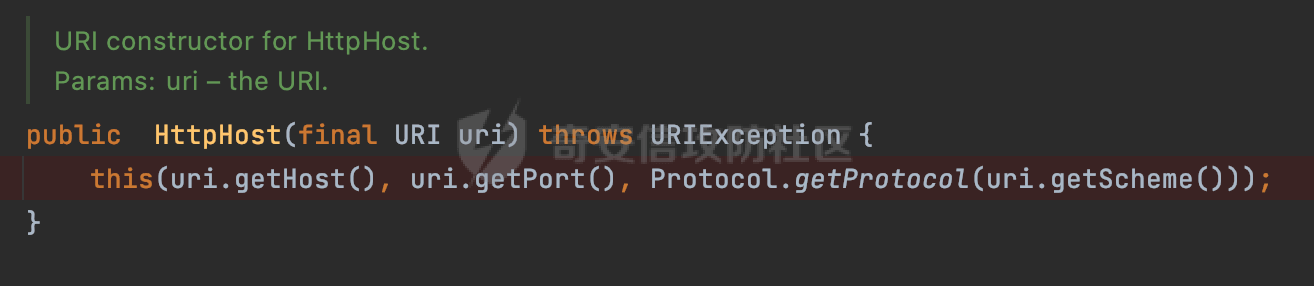 URI constructor for HttpHost.
Params: uri – the URI.
public HttpHost(final URI uri) throws URIException {
奇安信攻防社区
this(uri.getHost(), uri.getPort(), Protocol.getProtocol(uri.getScheme()));
}